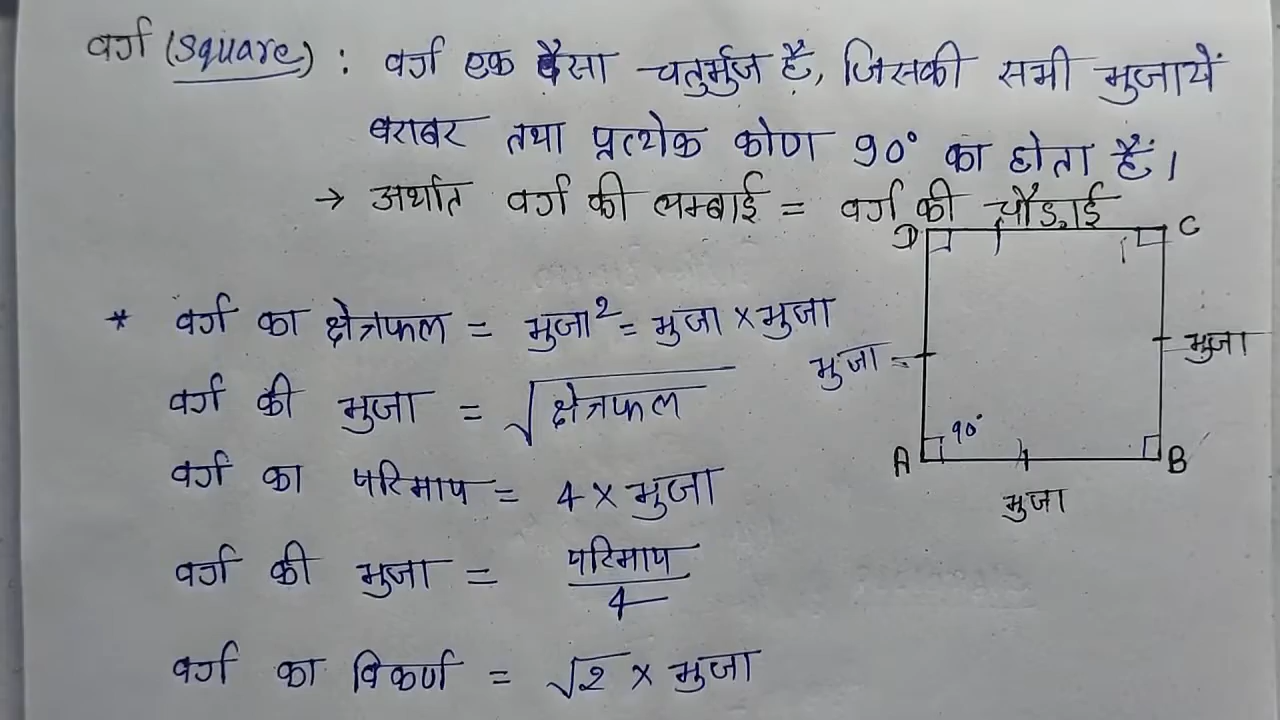 वर्ग (Square) : वर्ग एक वैसा चतुर्भुज है, जिसकी सभी भुजायें
बराबर तथा प्रत्येक कोण 90° का होता हैं।
→ अर्थात वर्ग की लम्बाई = वर्ग की चौड़ाई
D C
* वर्ग का क्षेत्रफल = भुजा² = भुजा × भुजा
भुजा भुजा
वर्ग की भुजा = √क्षेत्रफल
90°
A B
वर्ग का परिमाप = 4 × भुजा
भुजा
वर्ग की भुजा = परिमाप/4
वर्ग का विकर्ण = √2 × भुजा